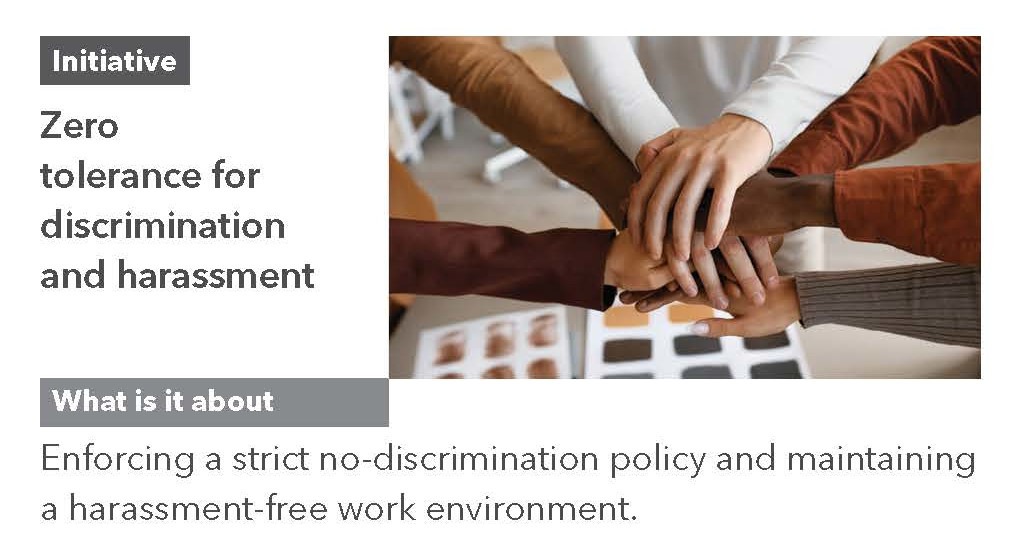 Initiative
Zero
tolerance for
discrimination
and harassment
What is it about
Enforcing a strict no-discrimination policy and maintaining
a harassment-free work environment.